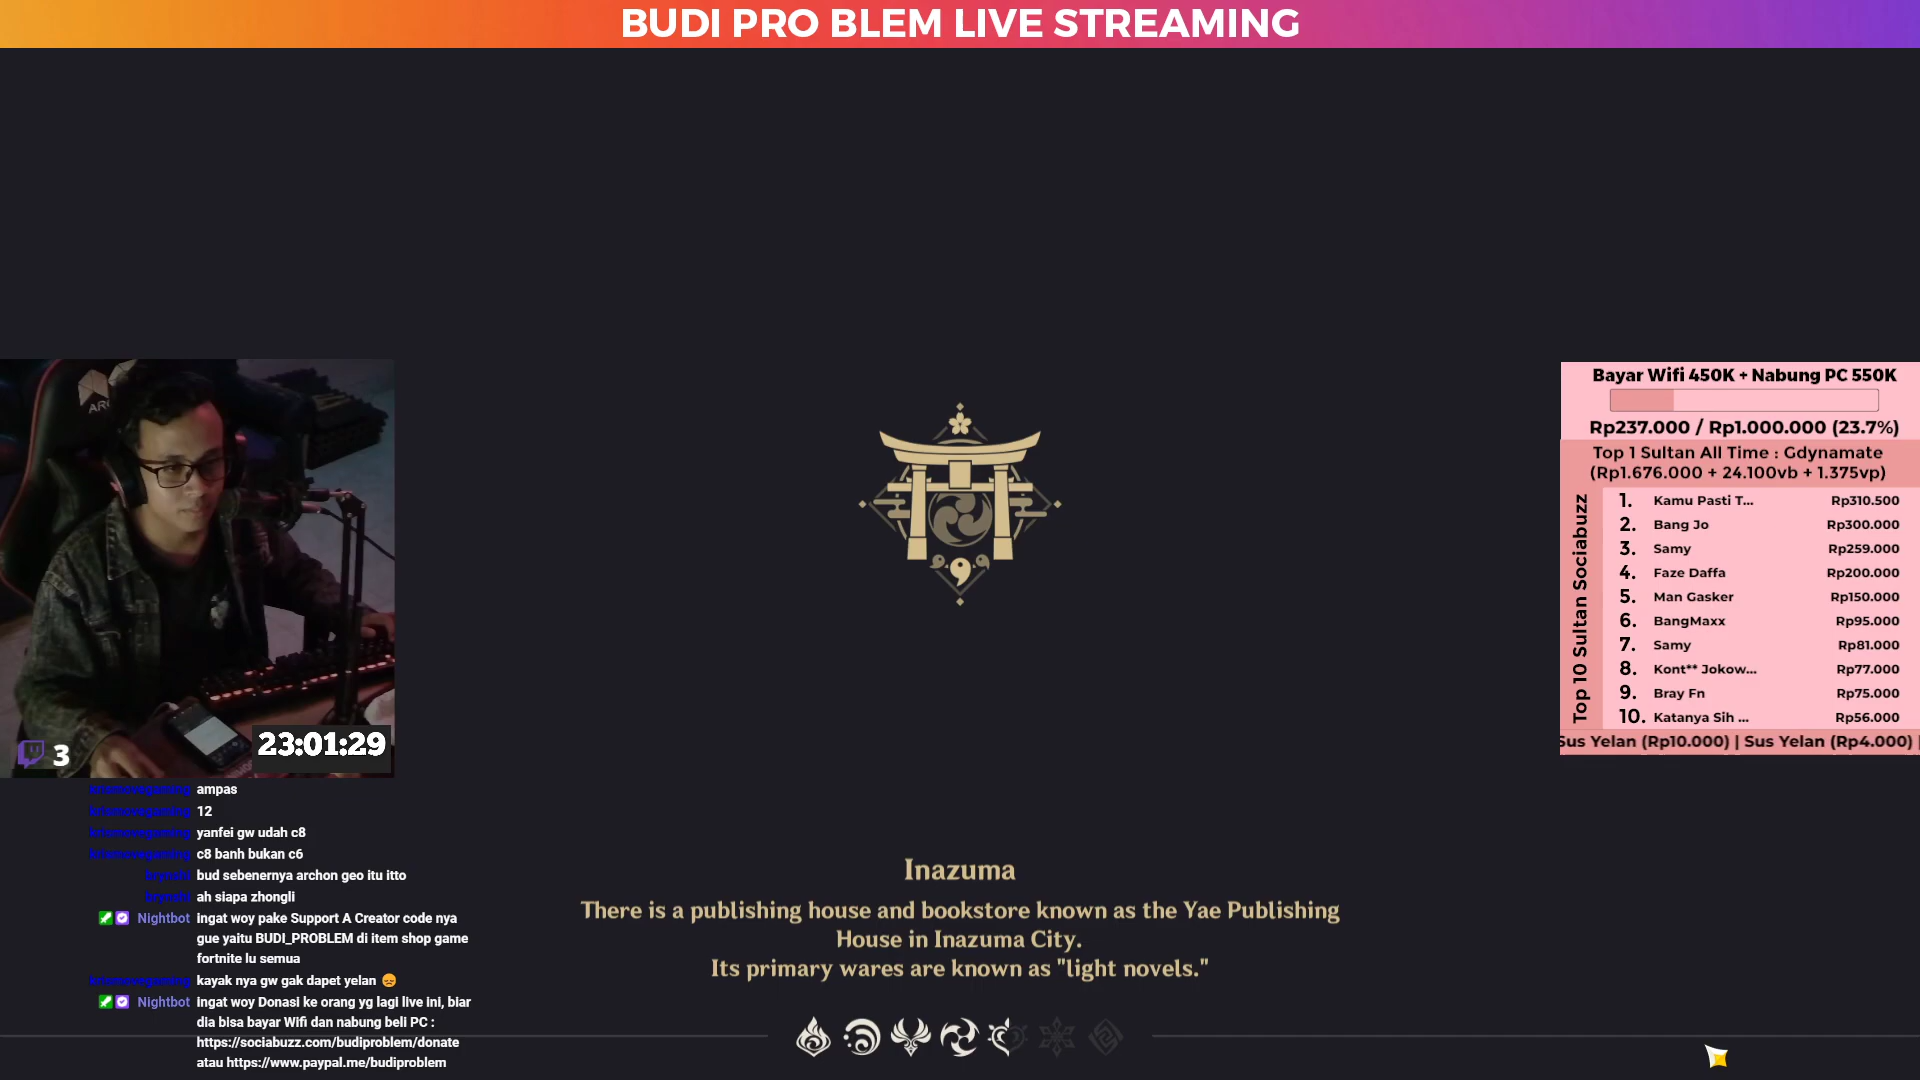 BUDI PRO BLEM LIVE STREAMING
ARO
3
23:01:29
ampas
12
yanfei gw udah c8
c8 banh bukan c6
bud sebenernya archon geo itu itto
ah siapa zhongli
Nightbot ingat woy pake Support A Creator code nya
gue yaitu BUDI_PROBLEM di item shop game
fortnite lu semua
kayak nya gw gak dapet yelan 😞
Nightbot ingat woy Donasi ke orang yg lagi live ini, biar
dia bisa bayar Wifi dan nabung beli PC :
https://sociabuzz.com/budiproblem/donate
atau https://www.paypal.me/budiproblem
Inazuma
There is a publishing house and bookstore known as the Yae Publishing
House in Inazuma City.
Its primary wares are known as "light novels."
Bayar Wifi 450K + Nabung PC 550K
Rp237.000 / Rp1.000.000 (23.7%)
Top 1 Sultan All Time : Gdynamate
(Rp1.676.000 + 24.100vb + 1.375vp)
Top 10 Sultan Sociabuzz
1. Kamu Pasti T... Rp310.500
2. Bang Jo Rp300.000
3. Samy Rp259.000
4. Faze Daffa Rp200.000
5. Man Gasker Rp150.000
6. BangMaxx Rp95.000
7. Samy Rp81.000
8. Kont** Jokow... Rp77.000
9. Bray Fn Rp75.000
10. Katanya Sih ... Rp56.000
Sus Yelan (Rp10.000) | Sus Yelan (Rp4.000) |